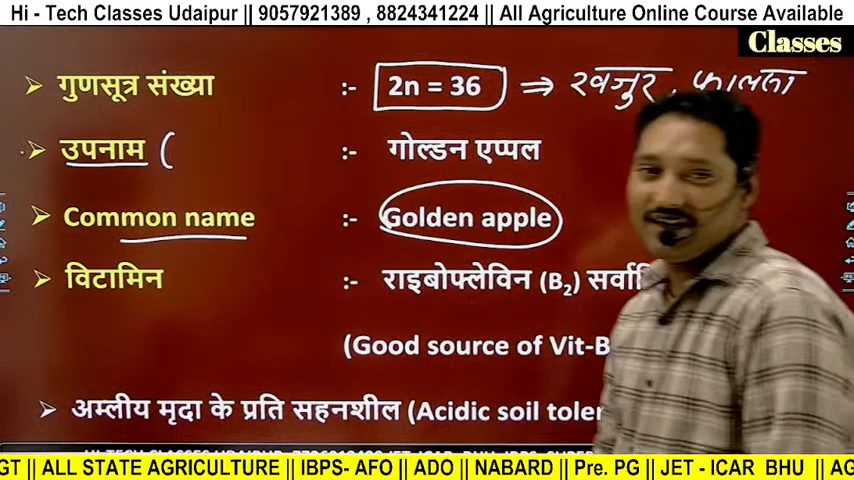 Hi - Tech Classes Udaipur || 9057921389 , 8824341224 || All Agriculture Online Course Available
Classes
➤ गुणसूत्र संख्या :- 2n = 36 ⇒ खजूर, फालसा
➤ उपनाम ( :- गोल्डन एप्पल
➤ Common name :- Golden apple
➤ विटामिन :- राइबोफ्लेविन (B₂)
(Good source of Vit-B
➤ अम्लीय मृदा के प्रति सहनशील (Acidic soil
GT || ALL STATE AGRICULTURE || IBPS- AFO || ADO || NABARD || Pre. PG || JET - ICAR BHU || AG